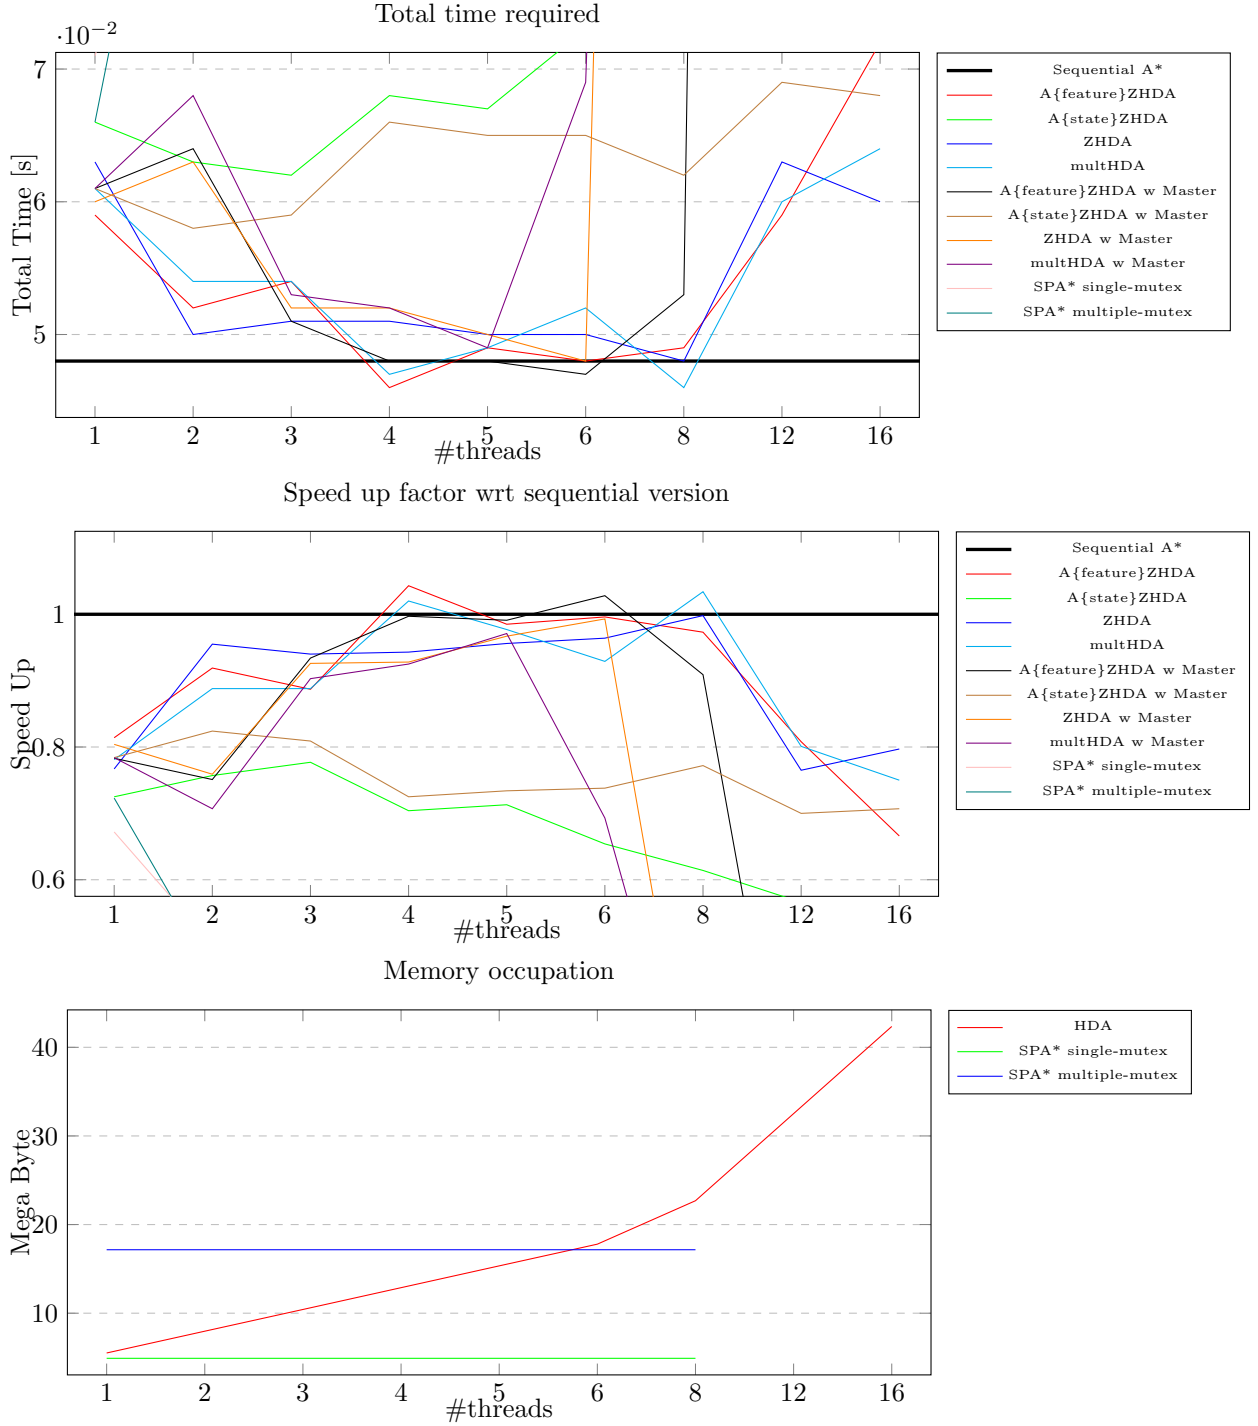 Total time required
·10−2
7
6
5
Total Time [s]
1 2 3 4 5 6 8 12 16
#threads
Sequential A*
A{feature}ZHDA
A{state}ZHDA
ZHDA
multHDA
A{feature}ZHDA w Master
A{state}ZHDA w Master
ZHDA w Master
multHDA w Master
SPA* single-mutex
SPA* multiple-mutex
Speed up factor wrt sequential version
1
0.8
0.6
Speed Up
1 2 3 4 5 6 8 12 16
#threads
Sequential A*
A{feature}ZHDA
A{state}ZHDA
ZHDA
multHDA
A{feature}ZHDA w Master
A{state}ZHDA w Master
ZHDA w Master
multHDA w Master
SPA* single-mutex
SPA* multiple-mutex
Memory occupation
40
30
20
10
Mega Byte
1 2 3 4 5 6 8 12 16
#threads
HDA
SPA* single-mutex
SPA* multiple-mutex